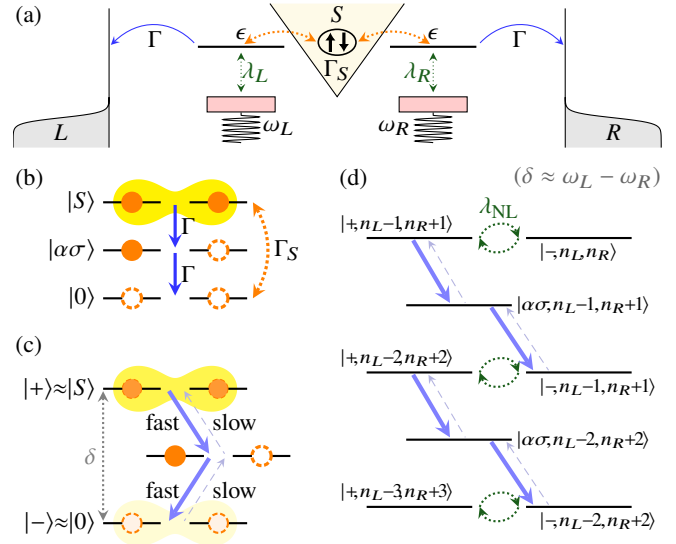 (a)
S
Γ ϵ ϵ Γ
Γ_S
λ_L λ_R
L ω_L ω_R R
(b)
|S⟩
Γ
|ασ⟩ Γ_S
Γ
|0⟩
(c)
|+⟩≈|S⟩
fast slow
δ
fast slow
|−⟩≈|0⟩
(d) (δ ≈ ω_L − ω_R)
λ_NL
|+,n_L−1,n_R+1⟩
|−,n_L,n_R⟩
|ασ,n_L−1,n_R+1⟩
|+,n_L−2,n_R+2⟩
|−,n_L−1,n_R+1⟩
|ασ,n_L−2,n_R+2⟩
|+,n_L−3,n_R+3⟩
|−,n_L−2,n_R+2⟩